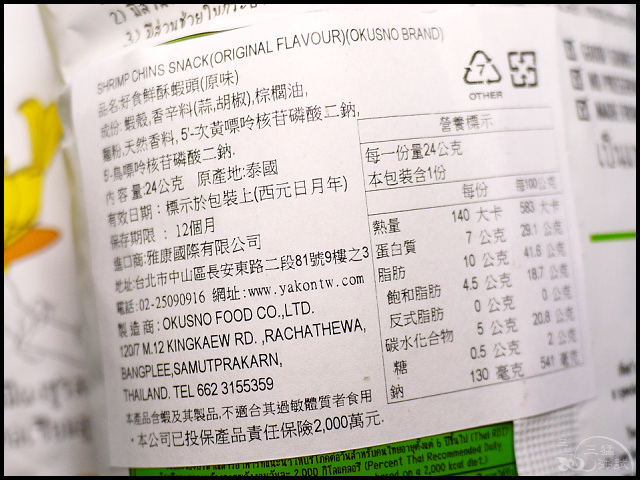 SHRIMP CHINS SNACK(ORIGINAL FLAVOUR)(OKUSNO BRAND)
品名:好食鮮酥蝦頭(原味)
成份: 蝦殼,香辛料(蒜,胡椒),棕櫚油,
麵粉,天然香料, 5'-次黃嘌呤核苷磷酸二鈉,
5'-鳥嘌呤核苷磷酸二鈉.
內 容 量:24公克 原產地:泰國
有效日期：標示於包裝上(西元日月年)
保存期限：12個月
進口商:雅康國際有限公司
地址:台北市中山區長安東路二段81號9樓之3
電話:02-25090916 網址:www.yakontw.com
製造商：OKUSNO FOOD CO.,LTD.
120/7 M.12 KINGKAEW RD. ,RACHATHEWA,
BANGPLEE,SAMUTPRAKARN,
THAILAND. TEL 662 3155359
本產品含蝦及其製品,不適合其過敏體質者食用
*本公司已投保產品責任保險2,000萬元.
7
OTHER
營養標示
每一份量24公克
本包裝含1份
每份 每100公克
熱量 140 大卡 583 大卡
蛋白質 7 公克 29.1 公克
脂肪 10 公克 41.6 公克
飽和脂肪 4.5 公克 18.7 公克
反式脂肪 0 公克 0 公克
碳水化合物 5 公克 20.8 公克
糖 0.5 公克 2 公克
鈉 130 毫克 541 毫克
(Percent Thai Recommended Daily